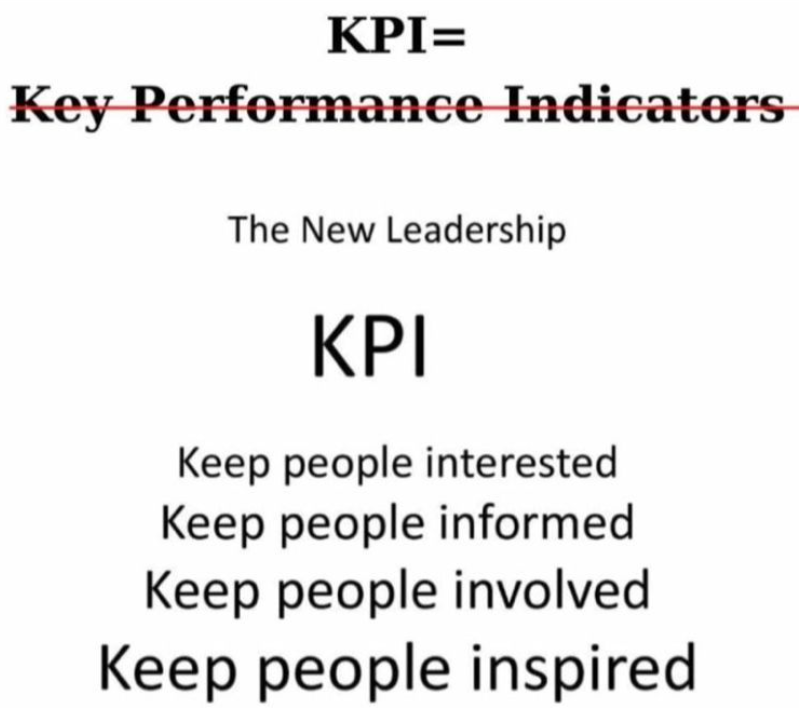 KPI=
Key Performance Indicators
The New Leadership
KPI
Keep people interested
Keep people informed
Keep people involved
Keep people inspired